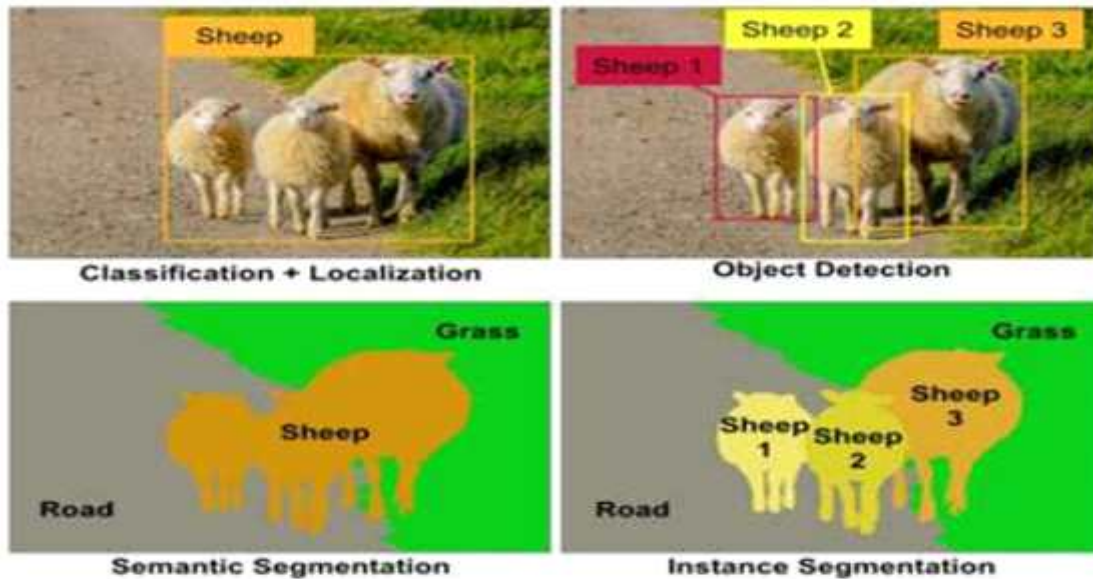 Sheep
Sheep 2
Sheep 3
Sheep 1
Classification + Localization
Object Detection
Grass
Sheep
Road
Semantic Segmentation
Grass
Sheep
1
Sheep
2
Sheep
3
Road
Instance Segmentation